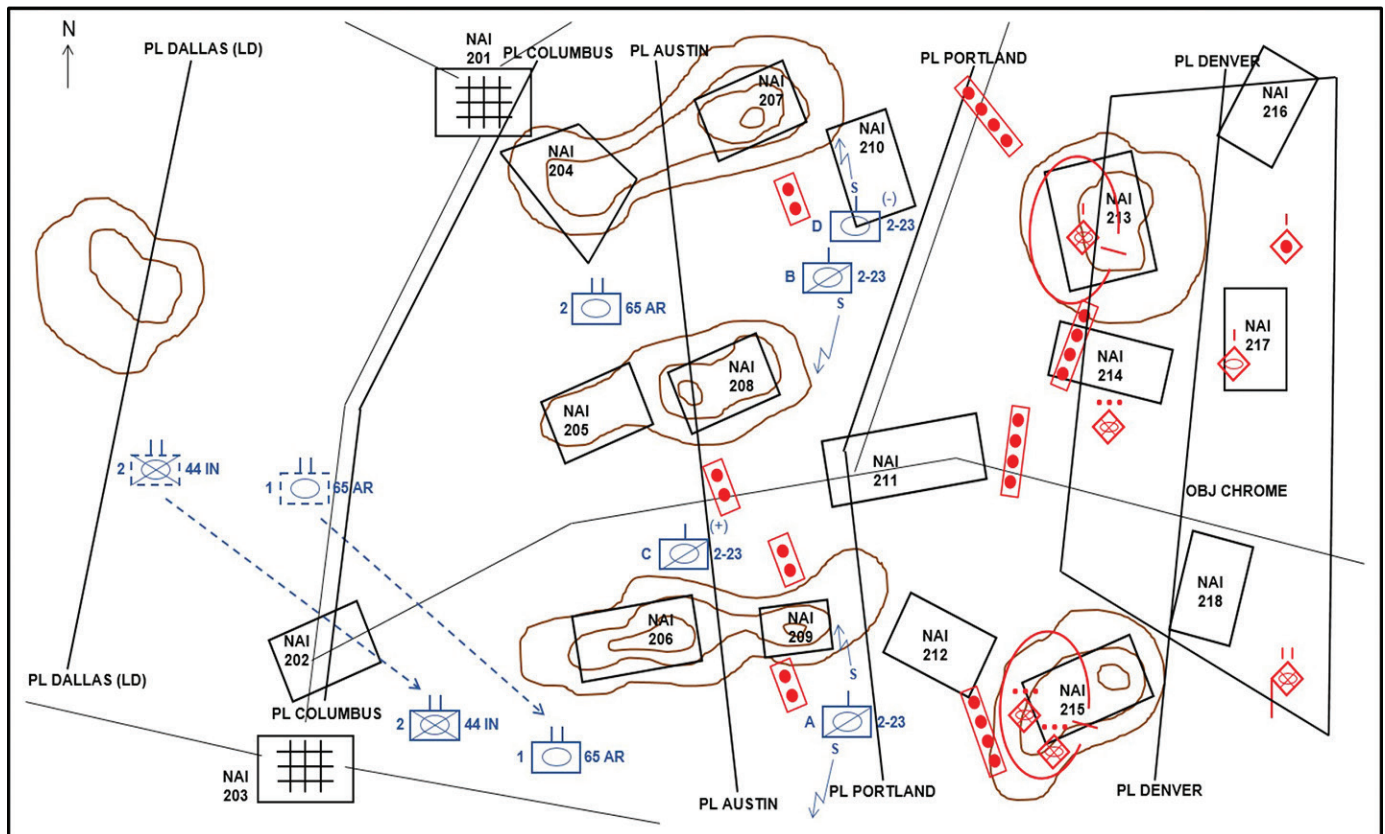 N
PL DALLAS (LD)
NAI
201
PL COLUMBUS
PL AUSTIN
PL PORTLAND
PL DENVER
NAI
207
NAI
216
NAI
204
NAI
210
NAI
213
S
(-)
D
2-23
B
2-23
S
2
65 AR
NAI
217
NAI
214
NAI
208
NAI
205
2
44 IN
1
65 AR
NAI
211
OBJ CHROME
(+)
C
2-23
NAI
218
NAI
206
NAI
209
NAI
212
NAI
202
S
NAI
215
PL DALLAS (LD)
PL COLUMBUS
2
44 IN
A
2-23
1
65 AR
S
NAI
203
PL AUSTIN
PL PORTLAND
PL DENVER